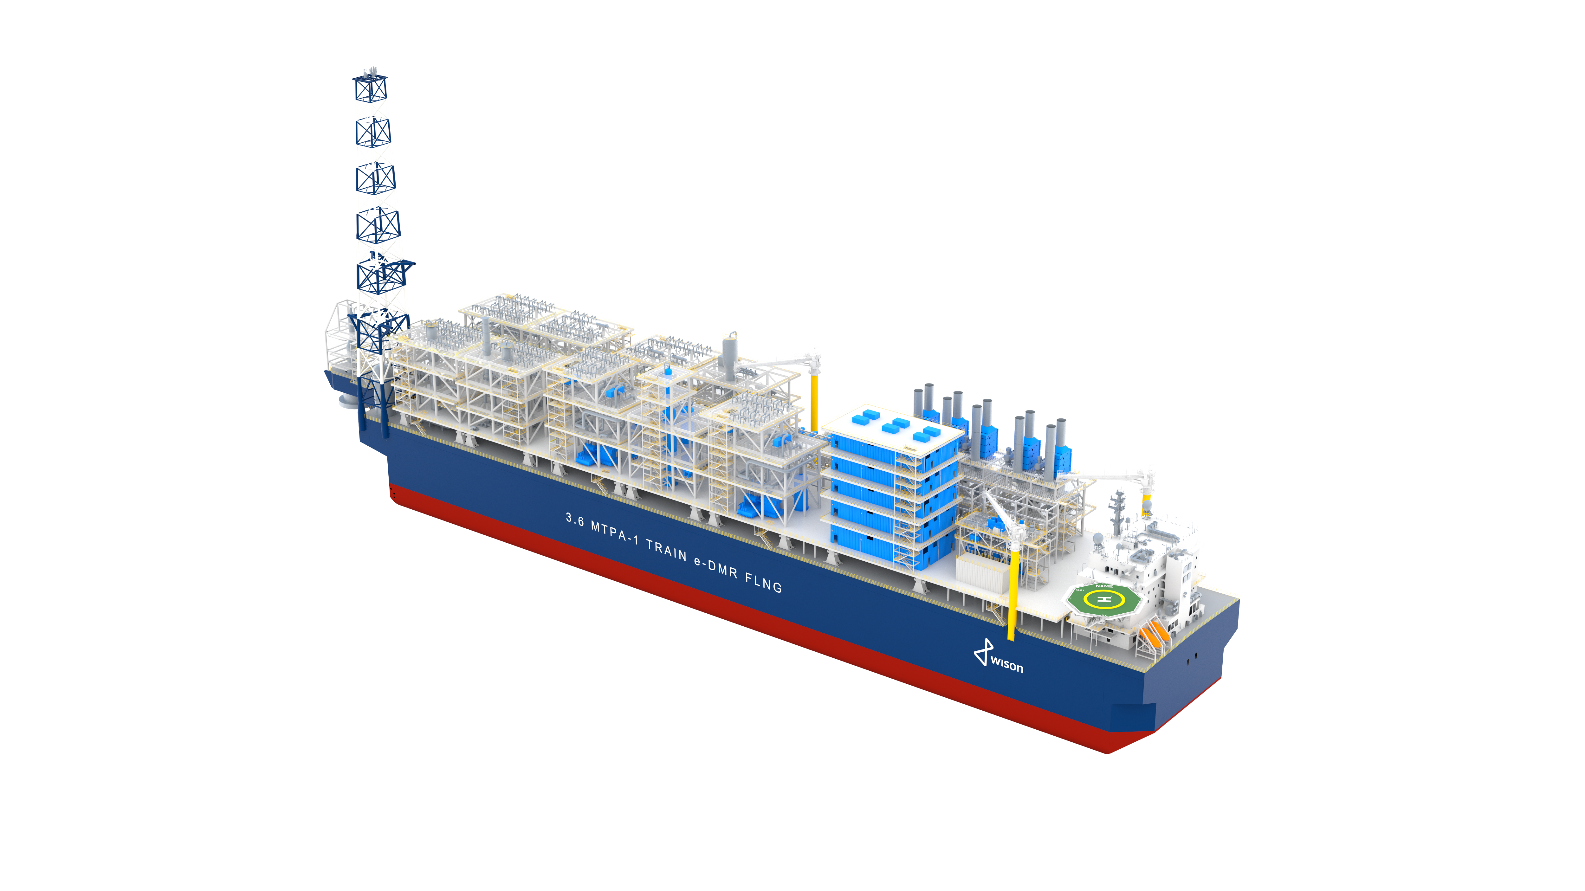 3.6 MTPA-1 TRAIN e-DMR FLNG
wison
H